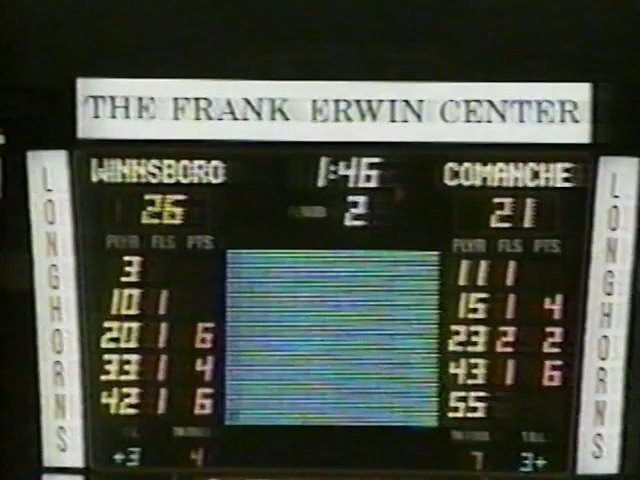 THE FRANK ERWIN CENTER
WINNSBORO 1:46 COMANCHE
26 2 21
PLYR FLS PTS PLYR FLS PTS
3 11 1
10 1 15 1 4
20 1 6 23 2 2
33 1 4 43 1 6
42 1 6 55
+3 4 7 3+
LONGHORNS
LONGHORNS